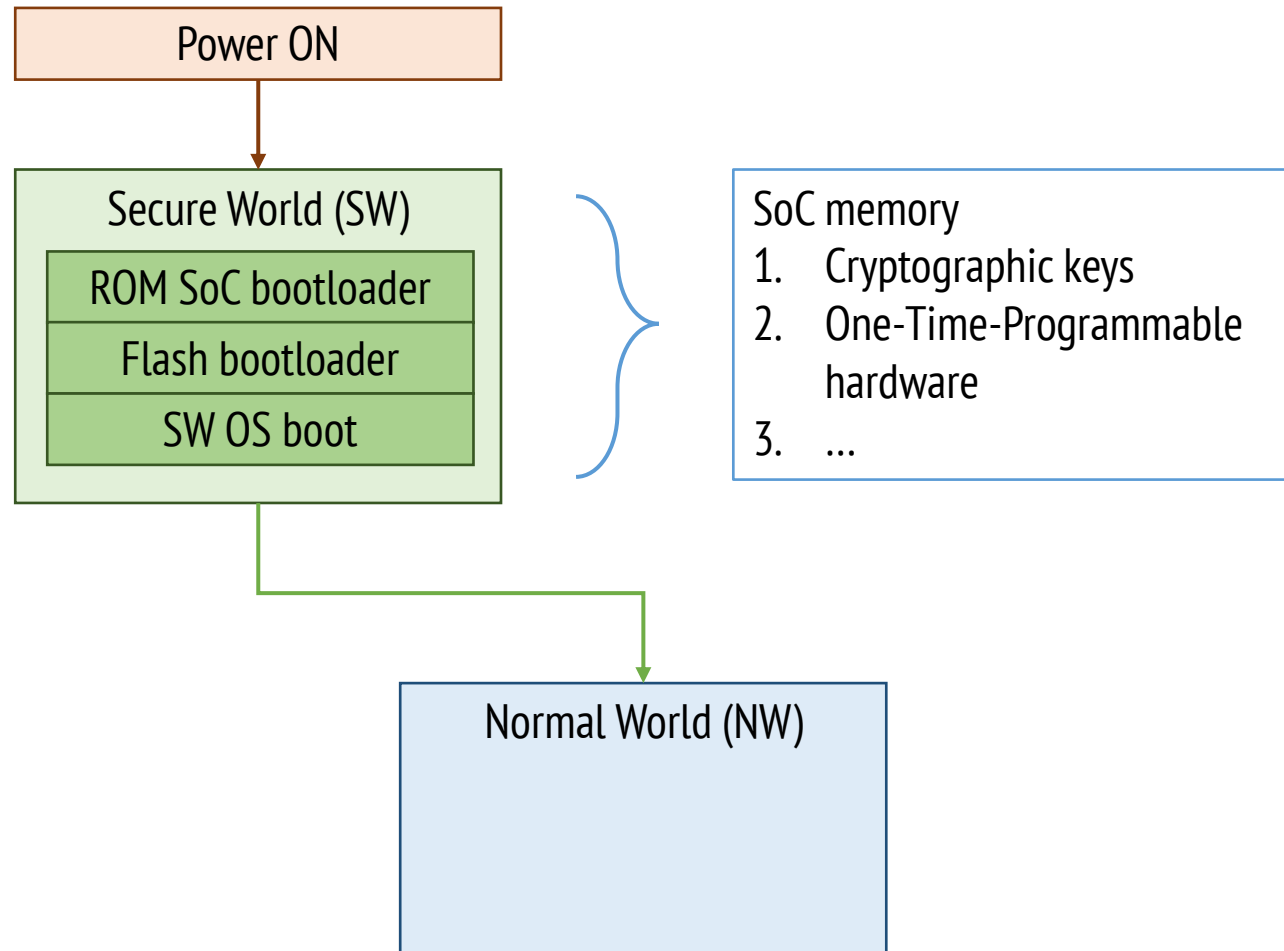 Power ON
Secure World (SW)
ROM SoC bootloader
Flash bootloader
SW OS boot
SoC memory
1. Cryptographic keys
2. One-Time-Programmable
hardware
3. ...
Normal World (NW)